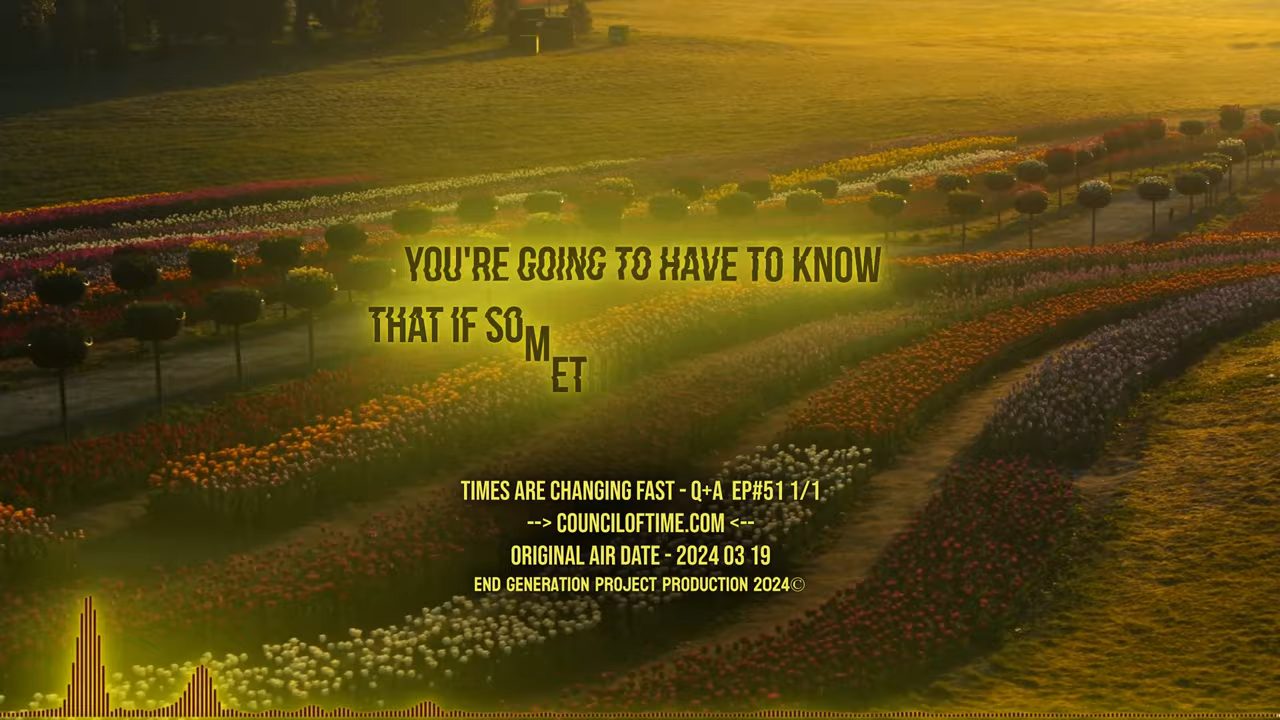 YOU'RE GOING TO HAVE TO KNOW
THAT IF SOMET
TIMES ARE CHANGING FAST - Q+A EP#51 1/1
--> COUNCILOFTIME.COM <--
ORIGINAL AIR DATE - 2024 03 19
END GENERATION PROJECT PRODUCTION 2024©